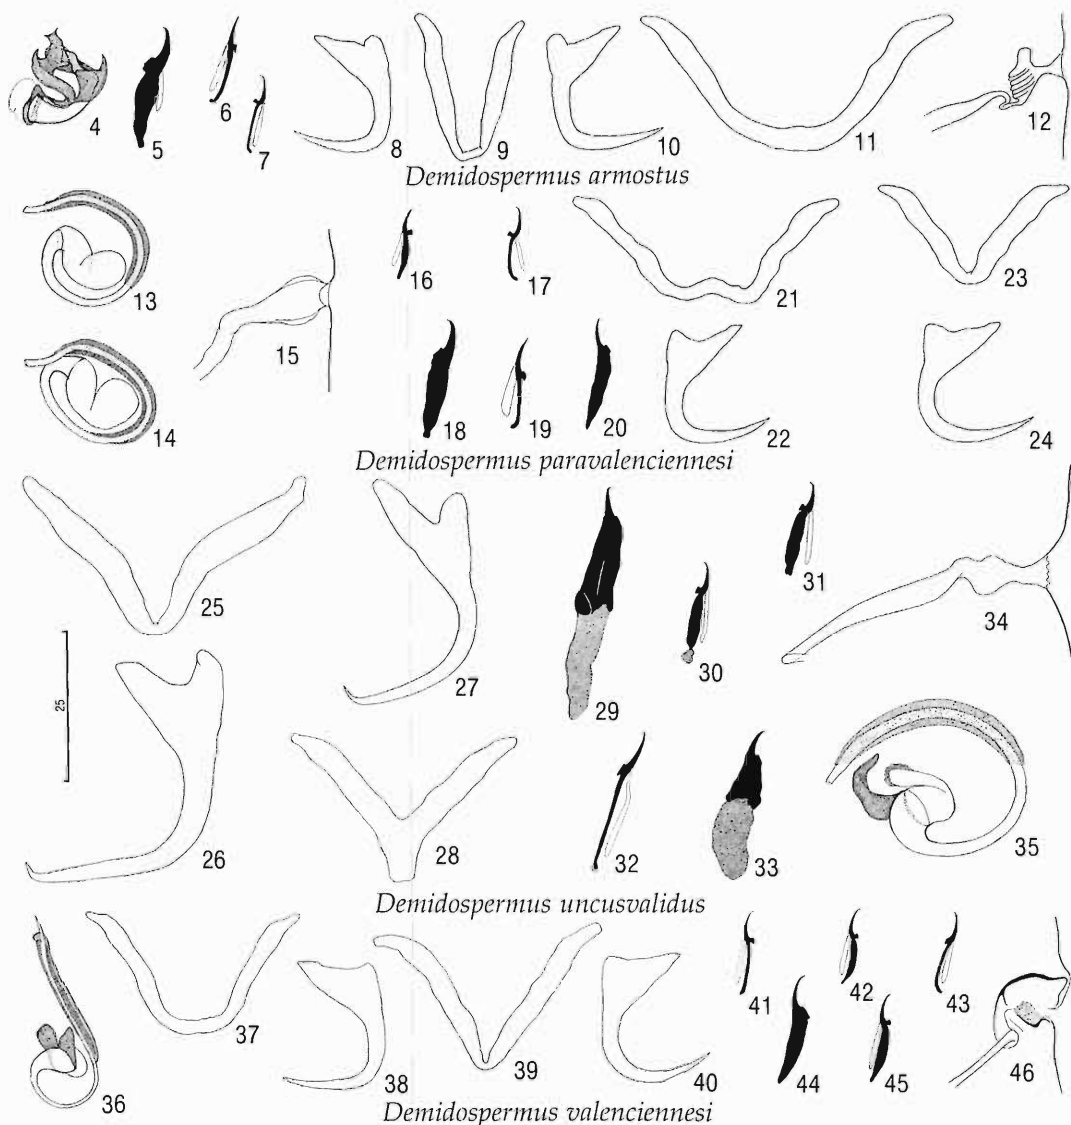 4 5 6 7 8 9 10 11 12
Demidospermus armostus
13 14 15 16 17 18 19 20 21 22 23 24
Demidospermus paravalenciennesi
25 26 27 28 29 30 31 32 33 34 35
25
Demidospermus uncusvalidus
36 37 38 39 40 41 42 43 44 45 46
Demidospermus valenciennesi